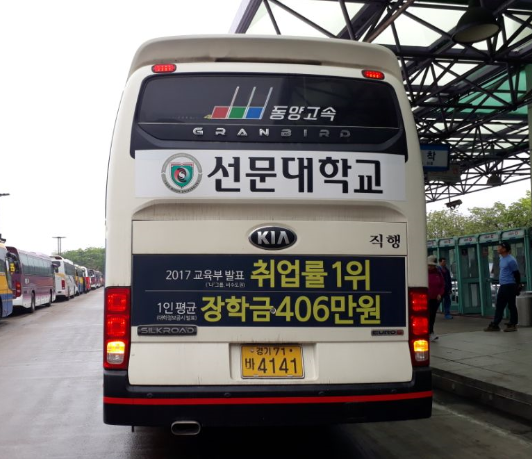 동양고속
GRANBIRD
선문대학교
KIA
직행
2017 교육부 발표 취업률 1위
1인 평균 장학금 406만원
SILKROAD
경기 71
바 4141
착